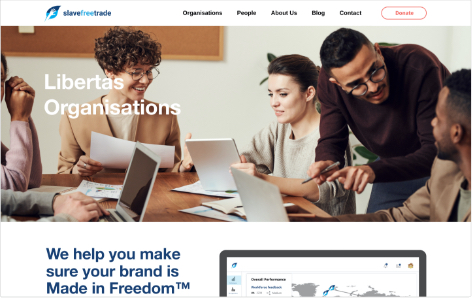 slavefreetrade
Organisations People About Us Blog Contact Donate
Libertas
Organisations
We help you make
sure your brand is
Made in Freedom™
Overall Performance
Workforce feedback